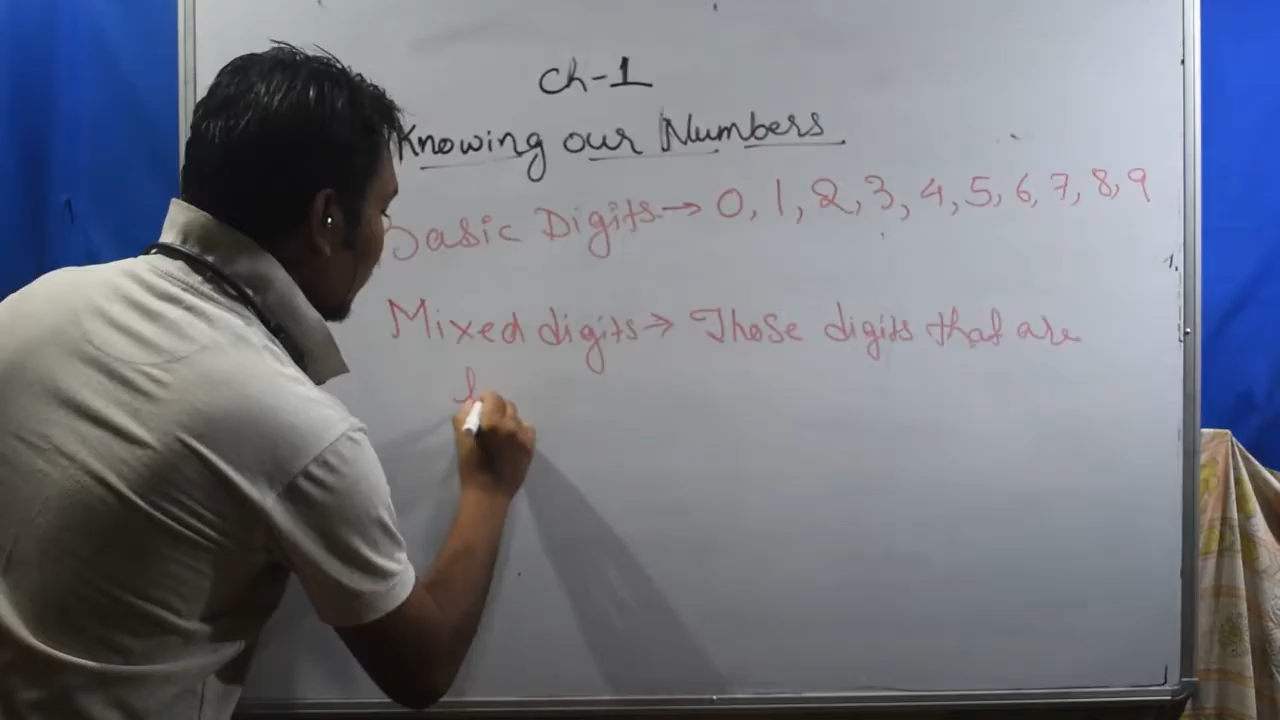 Ch-1
Knowing our Numbers
Basic Digits → 0, 1, 2, 3, 4, 5, 6, 7, 8, 9
Mixed digits → Those digits that are